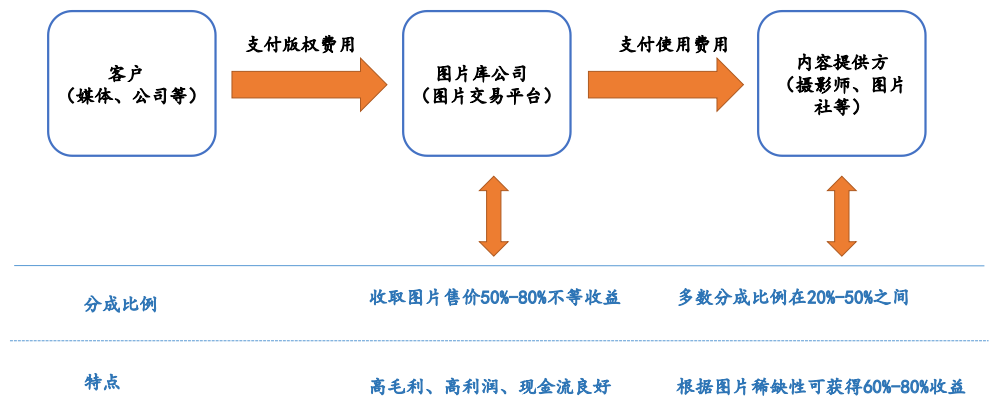 支付版权费用
支付使用费用
客户
（媒体、公司等）
图片库公司
（图片交易平台）
内容提供方
（摄影师、图片
社等）
分成比例
收取图片售价50%-80%不等收益
多数分成比例在20%-50%之间
特点
高毛利、高利润、现金流良好
根据图片稀缺性可获得60%-80%收益